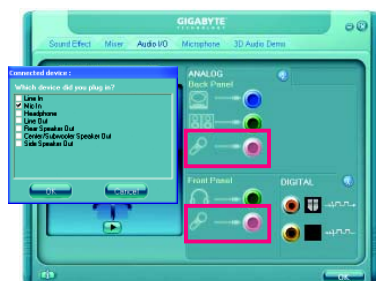 GIGABYTE
TECHNOLOGY
Sound Effect Mixer Audio I/O Microphone 3D Audio Demo
Connected device :
Which device did you plug in?
Line In
Mic In
Headphone
Line Out
Rear Speaker Out
Center/Subwoofer Speaker Out
Side Speaker Out
OK Cancel
ANALOG
Back Panel
Front Panel
DIGITAL
OK